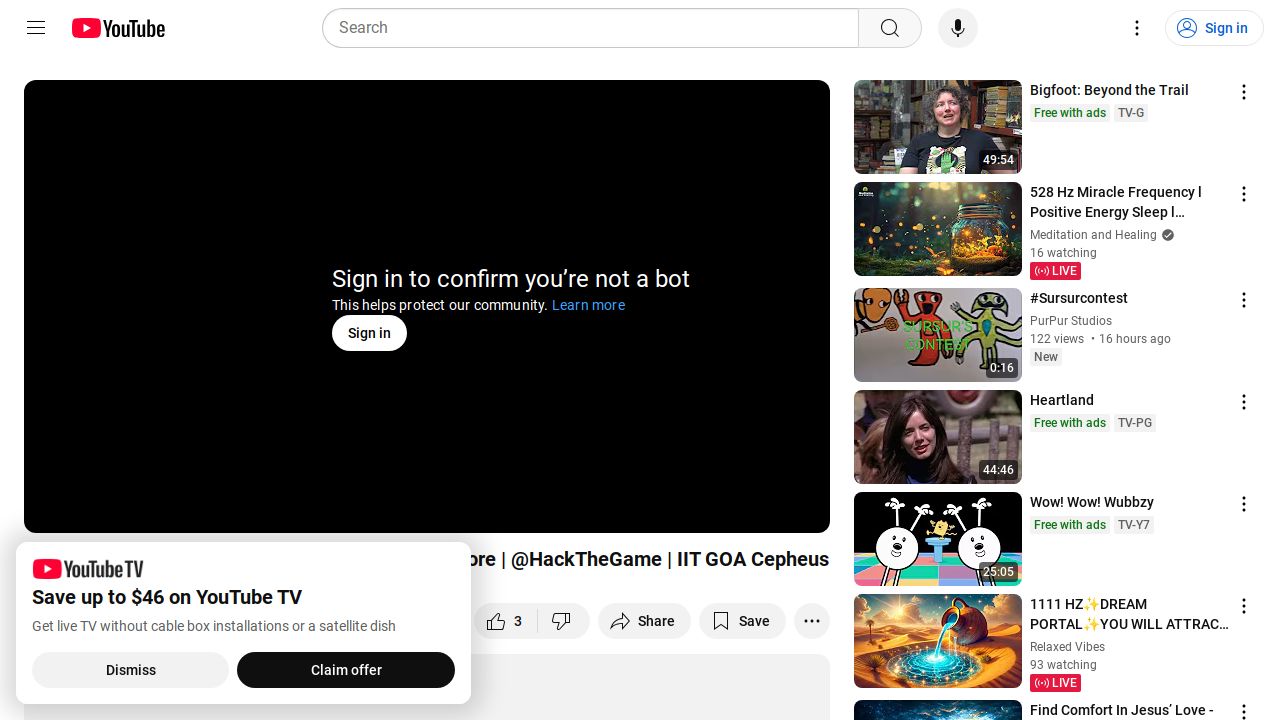 YouTube
Search
Sign in
Sign in to confirm you’re not a bot
This helps protect our community. Learn more
Sign in
ore | @HackTheGame | IIT GOA Cepheus
3
Share
Save
YouTube TV
Save up to $46 on YouTube TV
Get live TV without cable box installations or a satellite dish
Dismiss
Claim offer
49:54
Bigfoot: Beyond the Trail
Free with ads
TV-G
528 Hz Miracle Frequency l
Positive Energy Sleep l…
Meditation and Healing
16 watching
LIVE
SURSUR'S
CONTEST
0:16
#Sursurcontest
PurPur Studios
122 views • 16 hours ago
New
44:46
Heartland
Free with ads
TV-PG
25:05
Wow! Wow! Wubbzy
Free with ads
TV-Y7
1111 HZ✨DREAM
PORTAL✨YOU WILL ATTRAC…
Relaxed Vibes
93 watching
LIVE
Find Comfort In Jesus’ Love -